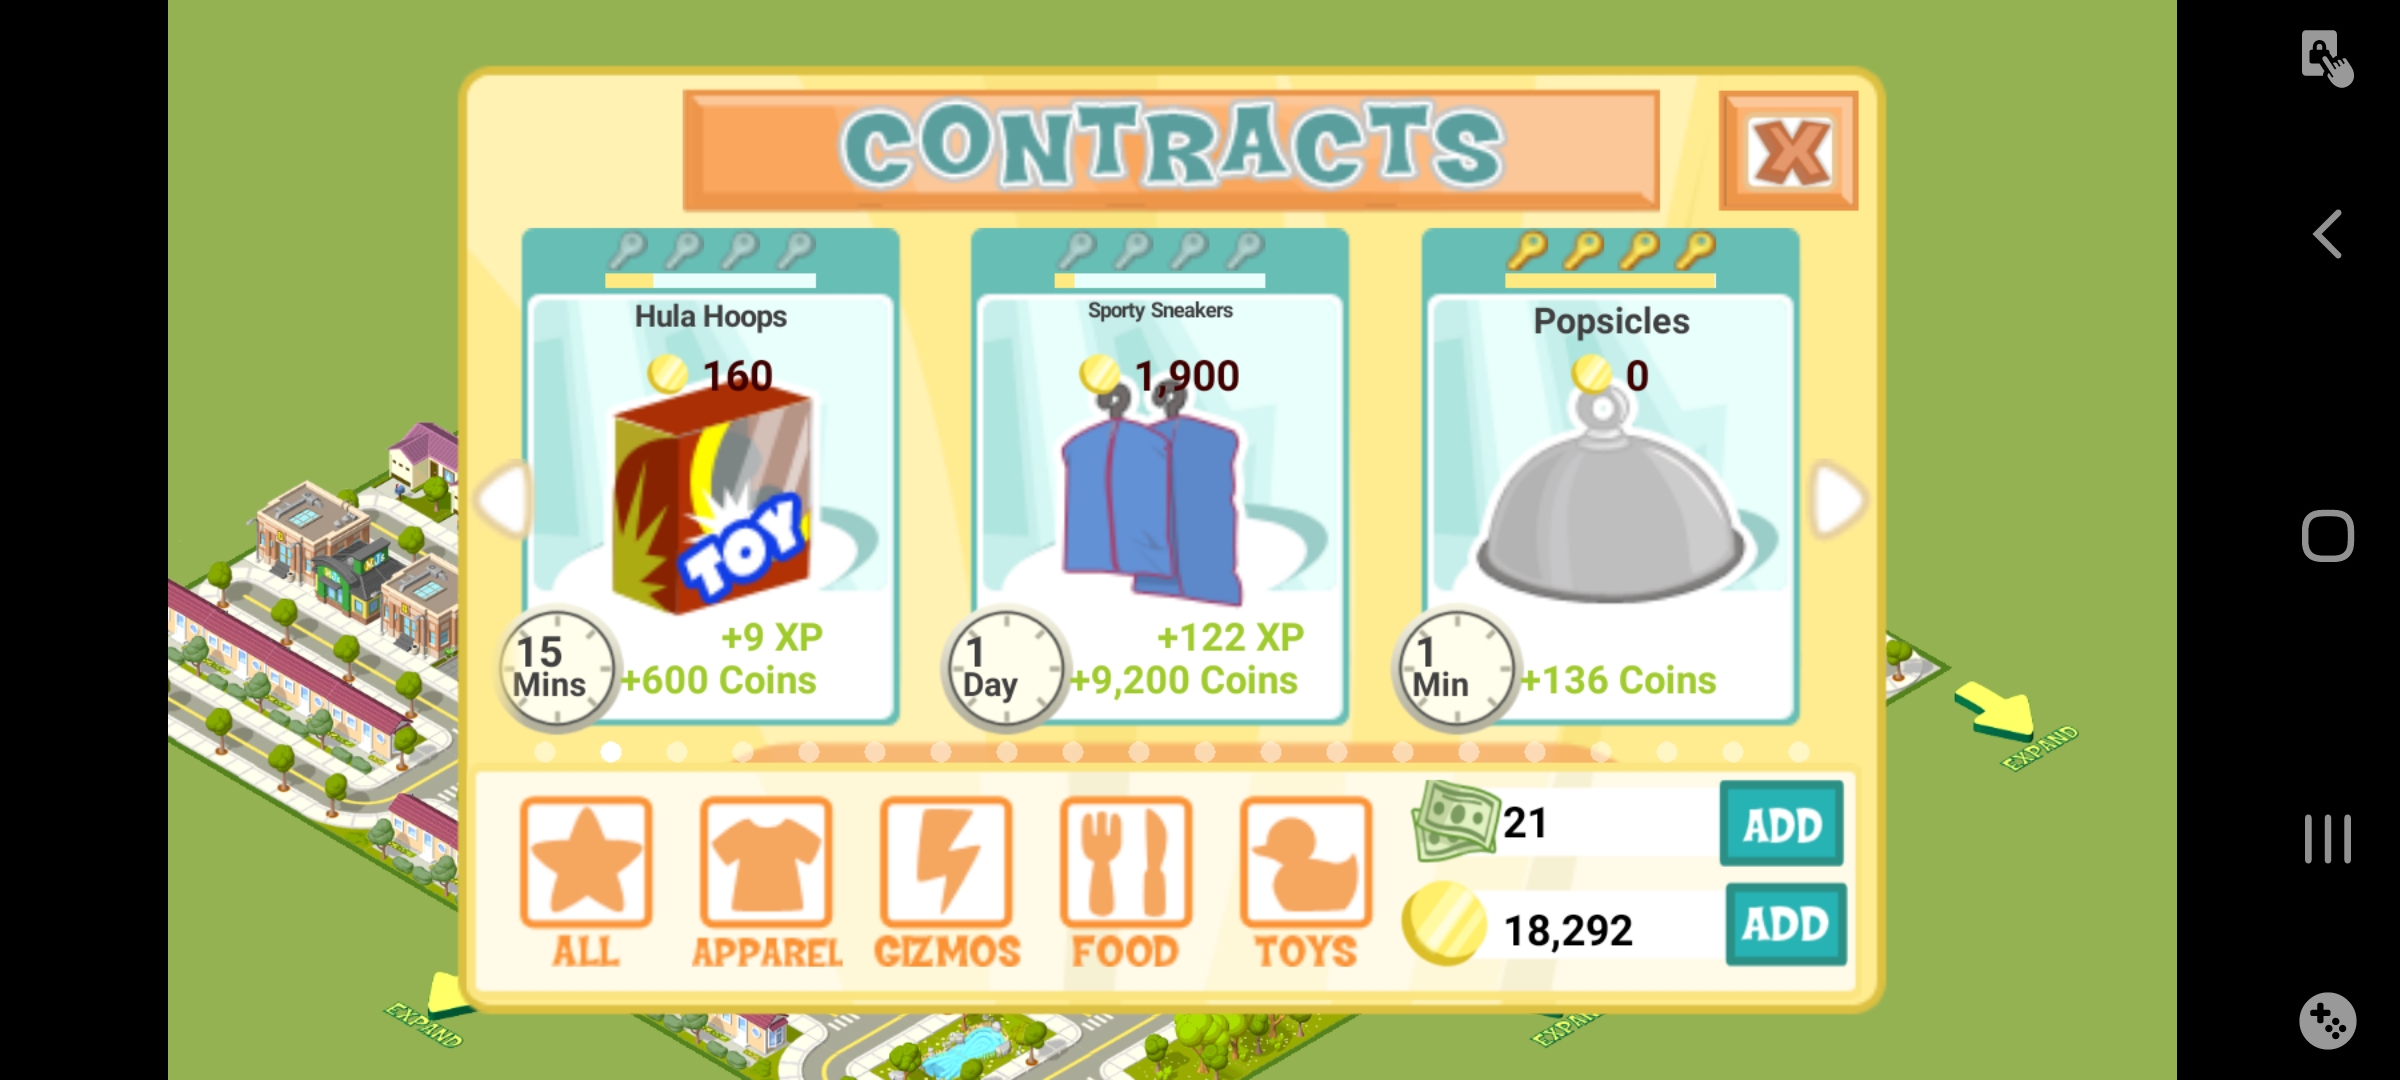 CONTRACTS
X
Hula Hoops
160
TOY
15
Mins
+9 XP
+600 Coins
Sporty Sneakers
1,900
1
Day
+122 XP
+9,200 Coins
Popsicles
0
1
Min
+136 Coins
ALL
APPAREL
GIZMOS
FOOD
TOYS
21
ADD
18,292
ADD
EXPAND
EXPAND
EXPAN